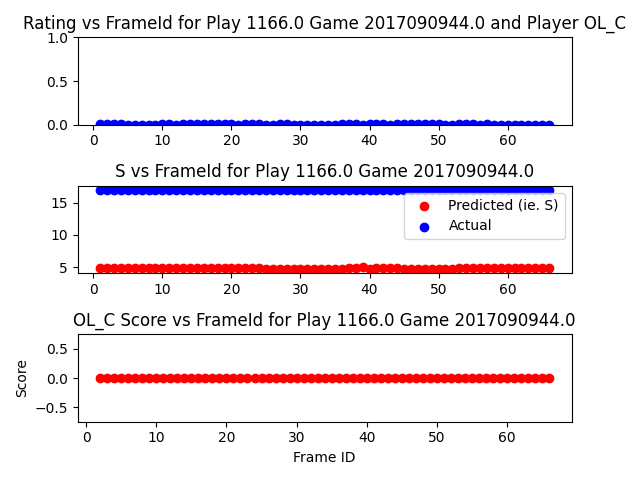 Rating vs FrameId for Play 1166.0 Game 2017090944.0 and Player OL_C
1.0
0.5
0.0
0 10 20 30 40 50 60
S vs FrameId for Play 1166.0 Game 2017090944.0
15
10
5
Predicted (ie. S)
Actual
0 10 20 30 40 50 60
OL_C Score vs FrameId for Play 1166.0 Game 2017090944.0
Score
0.5
0.0
−0.5
0 10 20 30 40 50 60
Frame ID